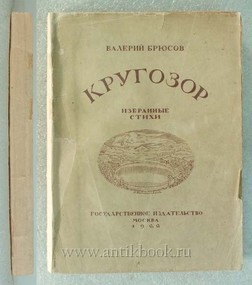 ВАЛЕРИЙ БРЮСОВ
КРУГОЗОР
ИЗБРАННЫЕ
СТИХИ
ГОСУДАРСТВЕННОЕ ИЗДАТЕЛЬСТВО
МОСКВА
www.antikbook.ru